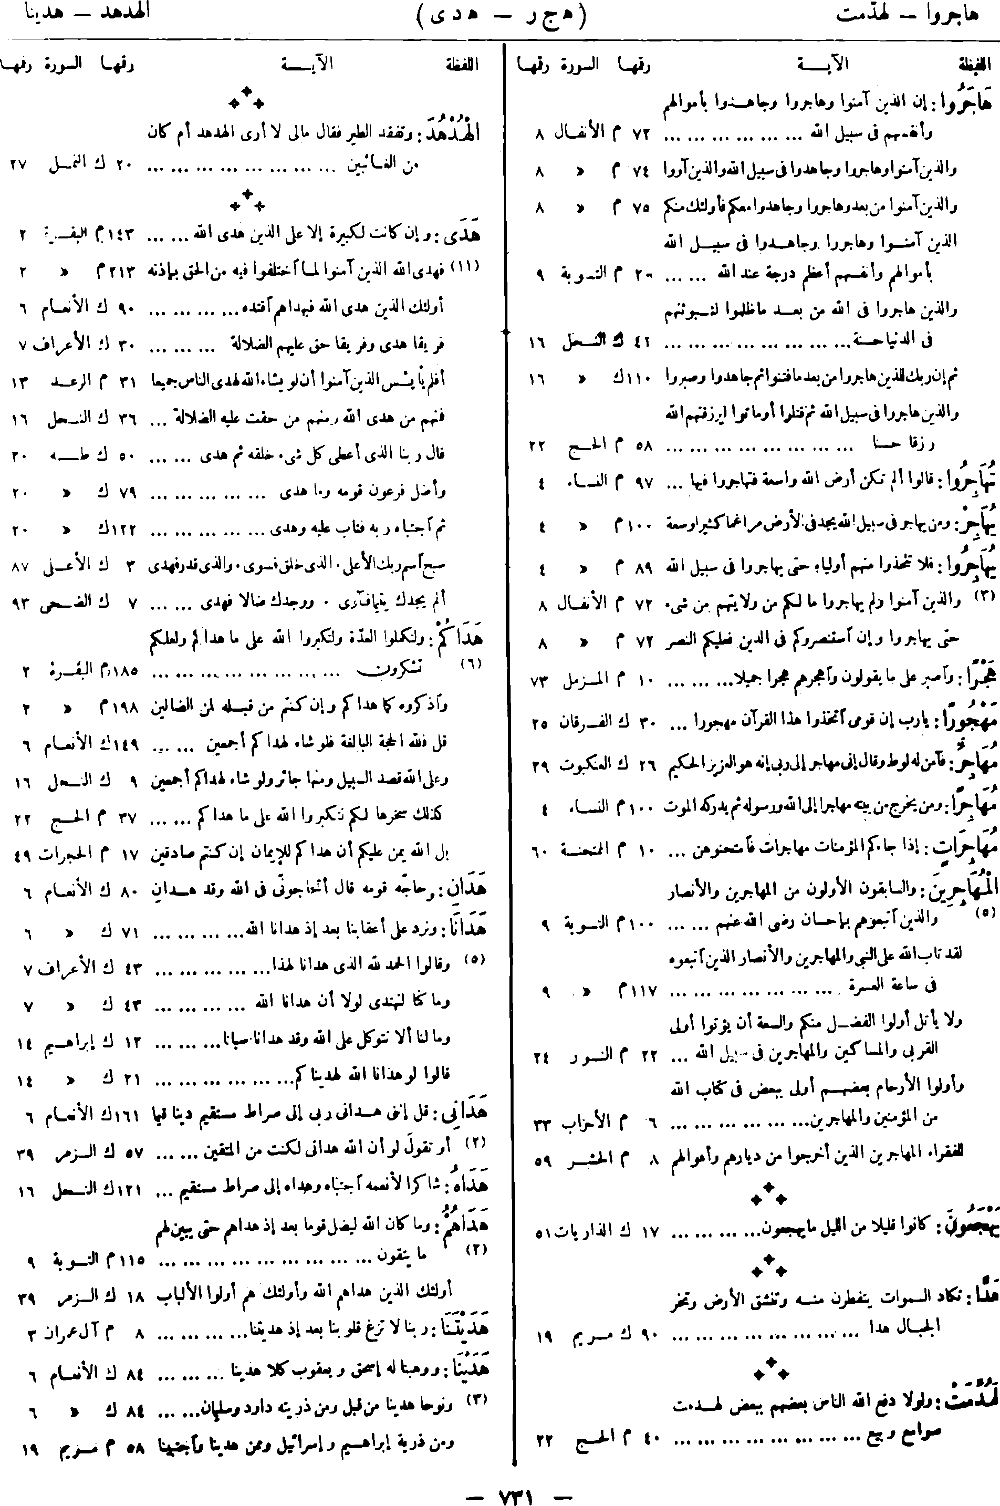 هاجروا – لهدّمت
( هجر – هدى )
الهدهد – هدينا
اللفظة الآيـــة رقمها السورة رقمها
هَاجَرُوا : إن الذين آمنوا وهاجروا وجاهدوا بأموالهم
وأنفسهم فى سبيل الله ... ... ... ... ... ٧٢ م الأنفال ٨
والذين آمنوا وهاجروا وجاهدوا فى سبيل الله والذين آووا ٧٤ م » ٨
والذين آمنوا من بعد وهاجروا وجاهدوا معكم فأولئك منكم ٧٥ م » ٨
الذين آمنوا وهاجروا وجاهدوا فى سبيل الله
بأموالهم وأنفسهم أعظم درجة عند الله ... ... ٢٠ م التوبة ٩
والذين هاجروا فى الله من بعد ماظلموا لنبوئنهم
فى الدنيا حسنة ... ... ... ... ... ... ... ٤١ ك النحل ١٦
ثم إن ربك للذين هاجروا من بعد مافتنوا ثم جاهدوا وصبروا ١١٠ك » ١٦
والذين هاجروا فى سبيل الله ثم قتلوا أو ماتوا ليرزقنهم الله
رزقا حسنا ... ... ... ... ... ... ... ٥٨ م الحج ٢٢
تُهَاجِرُوا : قالوا ألم تكن أرض الله واسعة فتهاجروا فيها ... ٩٧ م النساء ٤
يُهَاجِرْ : ومن يهاجر فى سبيل الله يجد فى الأرض مراغما كثيرا وسعة ١٠٠ م » ٤
يُهَاجِرُوا : فلا تتخذوا منهم أولياء حتى يهاجروا فى سبيل الله ٨٩ م » ٤
(٣) والذين آمنوا ولم يهاجروا ما لكم من ولايتهم من شىء ٧٢ م الأنفال ٨
حتى يهاجروا وإن آستنصروكم فى الدين فعليكم النصر ٧٢ م » ٨
هَجْرًا : وآصبر على ما يقولون وآهجرهم هجرا جميلا ... ... ... ١٠ م المزمل ٧٣
مَهْجُورًا : يارب إن قومى آتخذوا هذا القرآن مهجورا ... ٣٠ ك الفرقان ٢٥
مُهَاجِرٌ : فآمن له لوط وقال إنى مهاجر إلى ربى إنه هو العزيز الحكيم ٢٦ ك العنكبوت ٢٩
مُهَاجِرًا : ومن يخرج من بيته مهاجرا إلى الله ورسوله ثم يدركه الموت ١٠٠ م النساء ٤
مُهَاجِرَاتٍ : إذا جاءكم المؤمنات مهاجرات فآمتحنوهن ... ١٠ م الممتحنة ٦٠
الْمُهَاجِرِينَ : والسابقون الأولون من المهاجرين والأنصار
(٥) والذين آتبعوهم بإحسان رضى الله عنهم ... ... ١٠٠ م التوبة ٩
لقد تاب الله على النبى والمهاجرين والأنصار الذين آتبعوه
فى ساعة العسرة ... ... ... ... ... ... ... ١١٧م » ٩
ولا يأتل أولوا الفضل منكم والسعة أن يؤتوا أولى
القربى والمساكين والمهاجرين فى سبيل الله ... ٢٢ م النور ٢٤
وأولوا الأرحام بعضهم أولى ببعض فى كتاب الله
من المؤمنين والمهاجرين ... ... ... ... ... ... ٦ م الأحزاب ٣٣
للفقراء المهاجرين الذين أخرجوا من ديارهم وأموالهم ٨ م الحشر ٥٩
يَهْجَعُونَ : كانوا قليلا من الليل ما يهجعون ... ... ... ... ١٧ ك الذاريات ٥١
هَدًّا : تكاد السموات يتفطرن منه وتنشق الأرض وتخر
الجبال هدا ... ... ... ... ... ... ... ٩٠ ك مريم ١٩
لَهُدِّمَتْ : ولولا دفع الله الناس بعضهم ببعض لهدمت
صوامع وبيع ... ... ... ... ... ... ... ٤٠ م الحج ٢٢
اللفظة الآيـــة رقمها السورة رقمها
الْهُدْهُدَ : وتفقد الطير فقال مالى لا أرى الهدهد أم كان
من الغائبين ... ... ... ... ... ... ... ٢٠ ك النمل ٢٧
هَدَى : وإن كانت لكبيرة إلا على الذين هدى الله ... ... ١٤٣م البقرة ٢
(١١) فهدى الله الذين آمنوا لما آختلفوا فيه من الحق بإذنه ٢١٣م » ٢
أولئك الذين هدى الله فبهداهم آقتده ... ... ... ... ٩٠ ك الأنعام ٦
فريقا هدى وفريقا حق عليهم الضلالة ... ... ... ٣٠ ك الأعراف ٧
أفلم يأيئس الذين آمنوا أن لو يشاء الله لهدى الناس جميعا ٣١ م الرعد ١٣
فمنهم من هدى الله ومنهم من حقت عليه الضلالة ... ٣٦ ك النحل ١٦
قال ربنا الذى أعطى كل شىء خلقه ثم هدى ... ... ٥٠ ك طه ٢٠
وأضل فرعون قومه وما هدى ... ... ... ... ... ٧٩ ك » ٢٠
ثم آجتباه ربه فتاب عليه وهدى ... ... ... ... ... ١٢٢ك » ٢٠
سبح آسم ربك الأعلى . الذى خلق فسوى . والذى قدر فهدى ٣ ك الأعلى ٨٧
ألم يجدك يتيما فآوى . ووجدك ضالا فهدى ... ... ٧ ك الضحى ٩٣
هَدَاكُمْ : ولتكملوا العدّة ولتكبروا الله على ما هداكم ولعلكم
(٦) تشكرون ... ... ... ... ... ... ... ١٨٥م البقرة ٢
وآذكروه كما هداكم وإن كنتم من قبله لمن الضالين ١٩٨م » ٢
قل فلله الحجة البالغة فلو شاء لهداكم أجمعين ... ... ١٤٩ك الأنعام ٦
وعلى الله قصد السبيل ومنها جائر ولو شاء لهداكم أجمعين ٩ ك النحل ١٦
كذلك سخرها لكم لتكبروا الله على ما هداكم ... ... ٣٧ م الحج ٢٢
بل الله يمن عليكم أن هداكم للإيمان إن كنتم صادقين ١٧ م الحجرات ٤٩
هَدَانِ : وحاجّه قومه قال أتحاجونّى فى الله وقد هدان ٨٠ ك الأنعام ٦
هَدَانَا : ونرد على أعقابنا بعد إذ هدانا الله ... ... ... ... ٧١ ك » ٦
(٥) وقالوا الحمد لله الذى هدانا لهذا ... ... ... ... ... ٤٣ ك الأعراف ٧
وما كنا لنهتدى لولا أن هدانا الله ... ... ... ... ٤٣ ك » ٧
وما لنا ألا نتوكل على الله وقد هدانا سبلنا ... ... ... ١٢ ك إبراهيم ١٤
قالوا لو هدانا الله لهديناكم ... ... ... ... ... ... ٢١ ك » ١٤
هَدَانِى : قل إننى هدانى ربى إلى صراط مستقيم دينا قيما ١٦١ك الأنعام ٦
(٢) أو تقول لو أن الله هدانى لكنت من المتقين ... ... ٥٧ ك الزمر ٣٩
هَدَاهُ : شاكرا لأنعمه آجتباه وهداه إلى صراط مستقيم ... ١٢١ك النحل ١٦
هَدَاهُمُ : وما كان الله ليضل قوما بعد إذ هداهم حتى يبين لهم
(٢) ما يتقون ... ... ... ... ... ... ... ١١٥م التوبة ٩
أولئك الذين هداهم الله وأولئك هم أولوا الألباب ١٨ ك الزمر ٣٩
هَدَيْتَنَا : ربنا لا تزغ قلوبنا بعد إذ هديتنا ... ... ... ... ٨ م آل عمران ٣
هَدَيْنَا : ووهبنا له إسحق ويعقوب كلا هدينا ... ... ... ٨٤ ك الأنعام ٦
(٣) ونوحا هدينا من قبل ومن ذريته داود وسليمان ... ... ٨٤ ك » ٦
ومن ذرية إبراهيم وإسرائيل وممن هدينا وآجتبينا ٥٨ م مريم ١٩
– ٧٣١ –